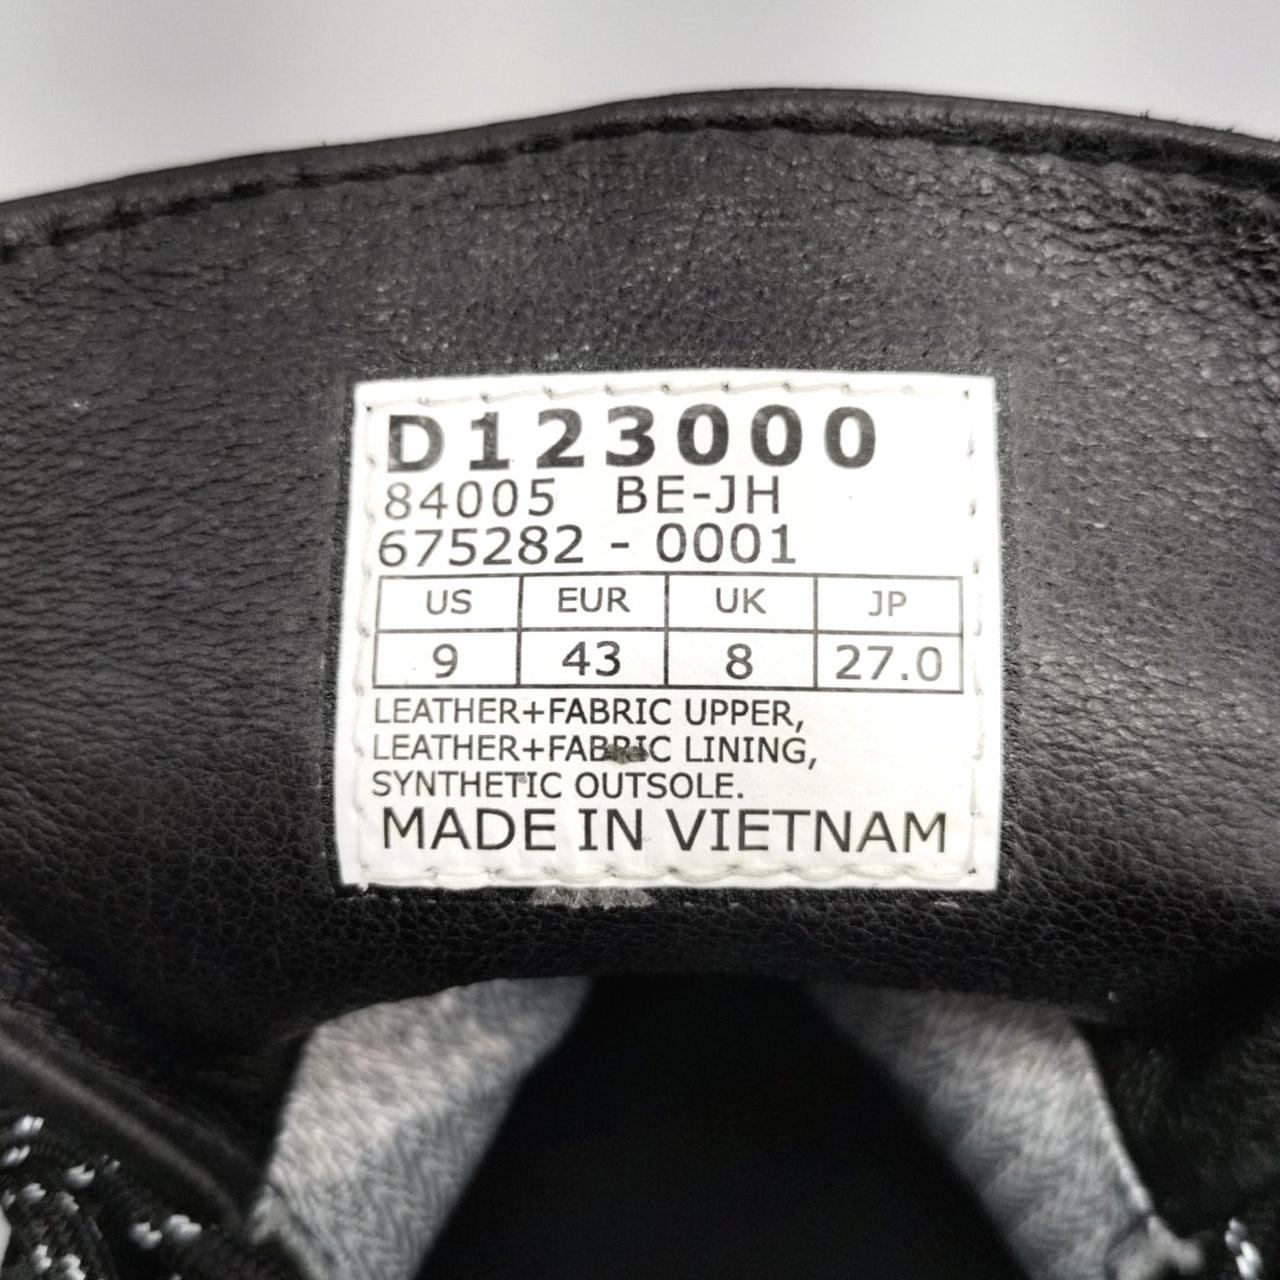 D123000
84005 BE-JH
675282 - 0001
US EUR UK JP
9 43 8 27.0
LEATHER+FABRIC UPPER,
LEATHER+FABRIC LINING,
SYNTHETIC OUTSOLE.
MADE IN VIETNAM